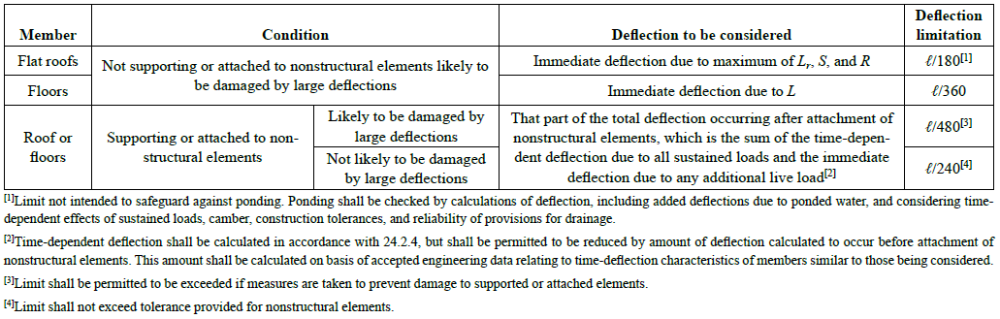 Member Condition Deflection to be considered Deflection limitation
Flat roofs Not supporting or attached to nonstructural elements likely to be damaged by large deflections Immediate deflection due to maximum of Lr, S, and R ℓ/180[1]
Floors Immediate deflection due to L ℓ/360
Roof or floors Supporting or attached to non-structural elements Likely to be damaged by large deflections That part of the total deflection occurring after attachment of nonstructural elements, which is the sum of the time-depen-dent deflection due to all sustained loads and the immediate deflection due to any additional live load[2] ℓ/480[3]
Not likely to be damaged by large deflections ℓ/240[4]
[1]Limit not intended to safeguard against ponding. Ponding shall be checked by calculations of deflection, including added deflections due to ponded water, and considering time-
dependent effects of sustained loads, camber, construction tolerances, and reliability of provisions for drainage.
[2]Time-dependent deflection shall be calculated in accordance with 24.2.4, but shall be permitted to be reduced by amount of deflection calculated to occur before attachment of
nonstructural elements. This amount shall be calculated on basis of accepted engineering data relating to time-deflection characteristics of members similar to those being considered.
[3]Limit shall be permitted to be exceeded if measures are taken to prevent damage to supported or attached elements.
[4]Limit shall not exceed tolerance provided for nonstructural elements.